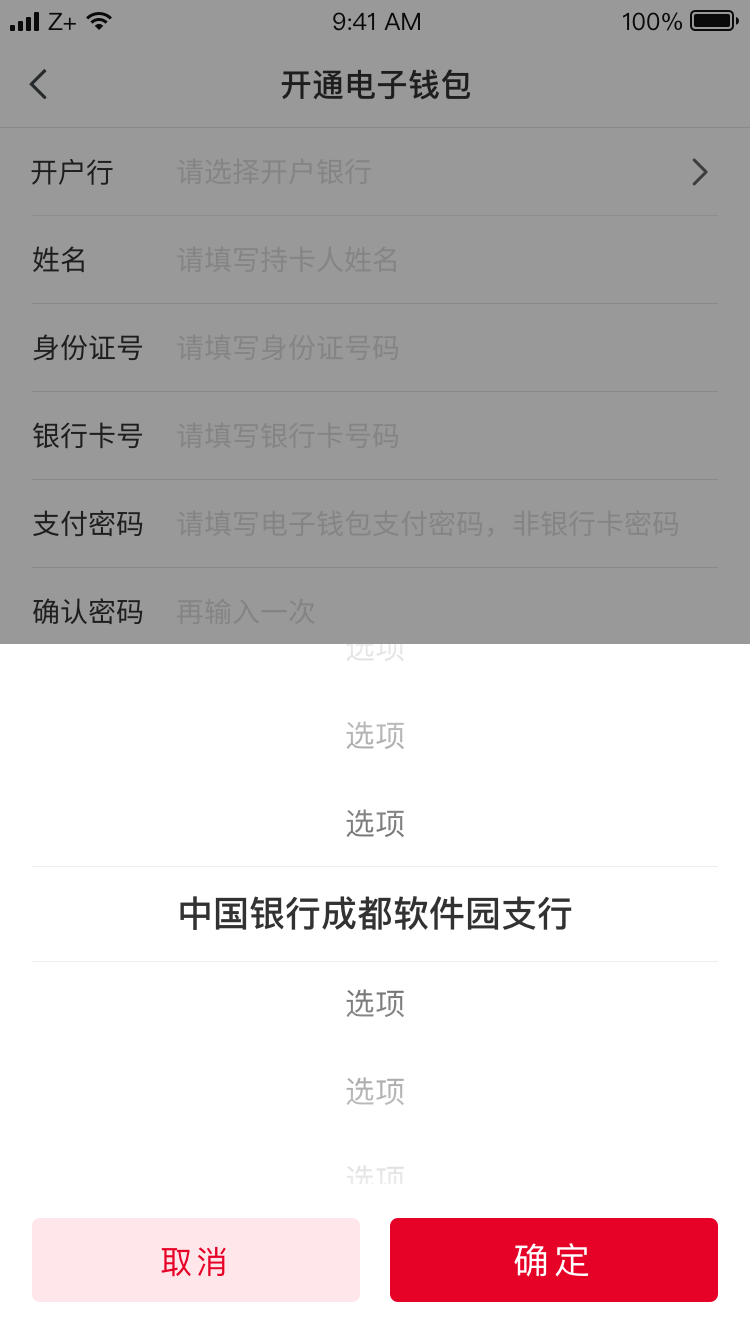 Z+ 9:41 AM 100%
开通电子钱包
开户行 请选择开户银行
姓名 请填写持卡人姓名
身份证号 请填写身份证号码
银行卡号 请填写银行卡号码
支付密码 请填写电子钱包支付密码，非银行卡密码
确认密码 再输入一次
选项
选项
选项
中国银行成都软件园支行
选项
选项
选项
取消 确定